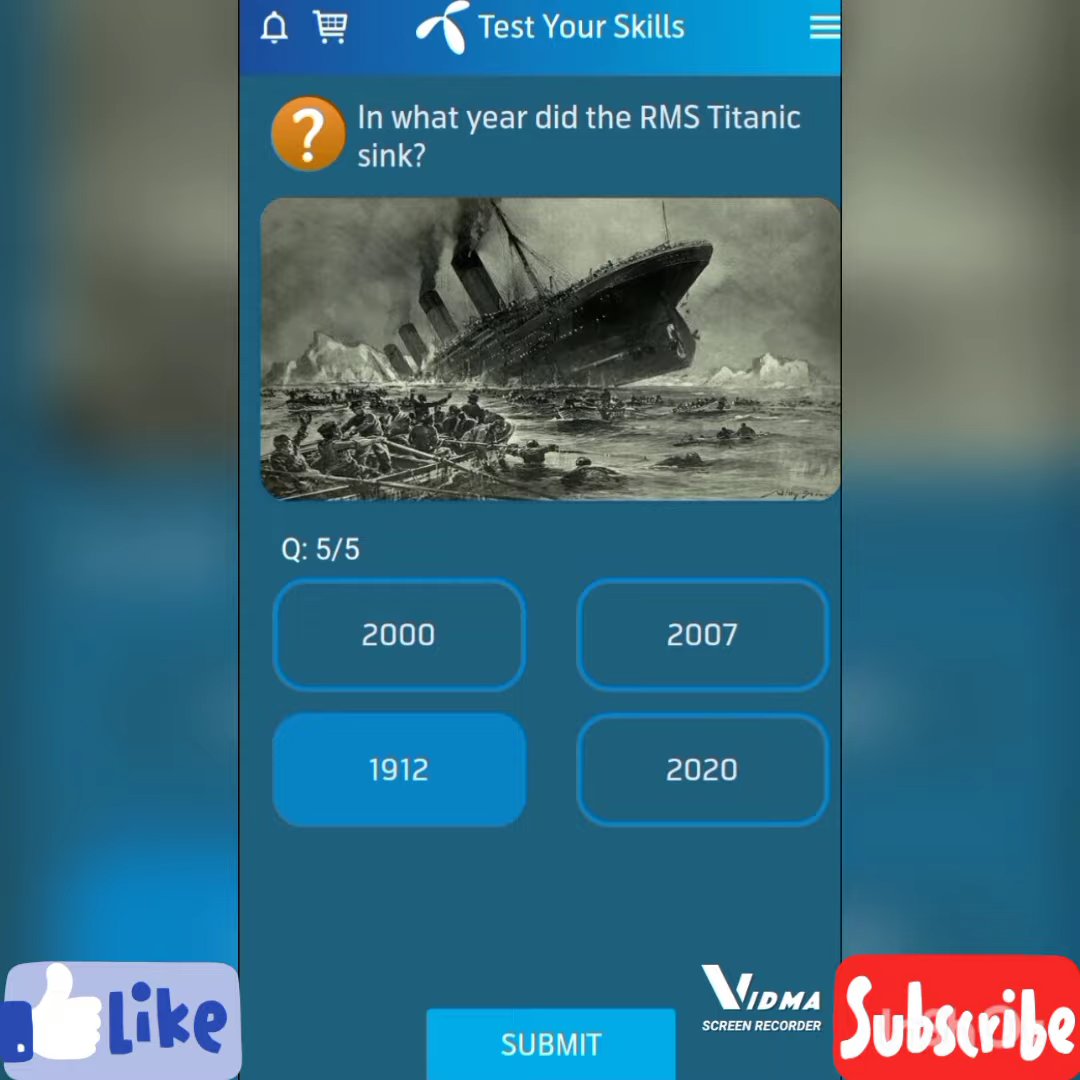 Test Your Skills
?
In what year did the RMS Titanic
sink?
Q: 5/5
2000
2007
1912
2020
VIDMA
SCREEN RECORDER
Like
Subscribe
SUBMIT